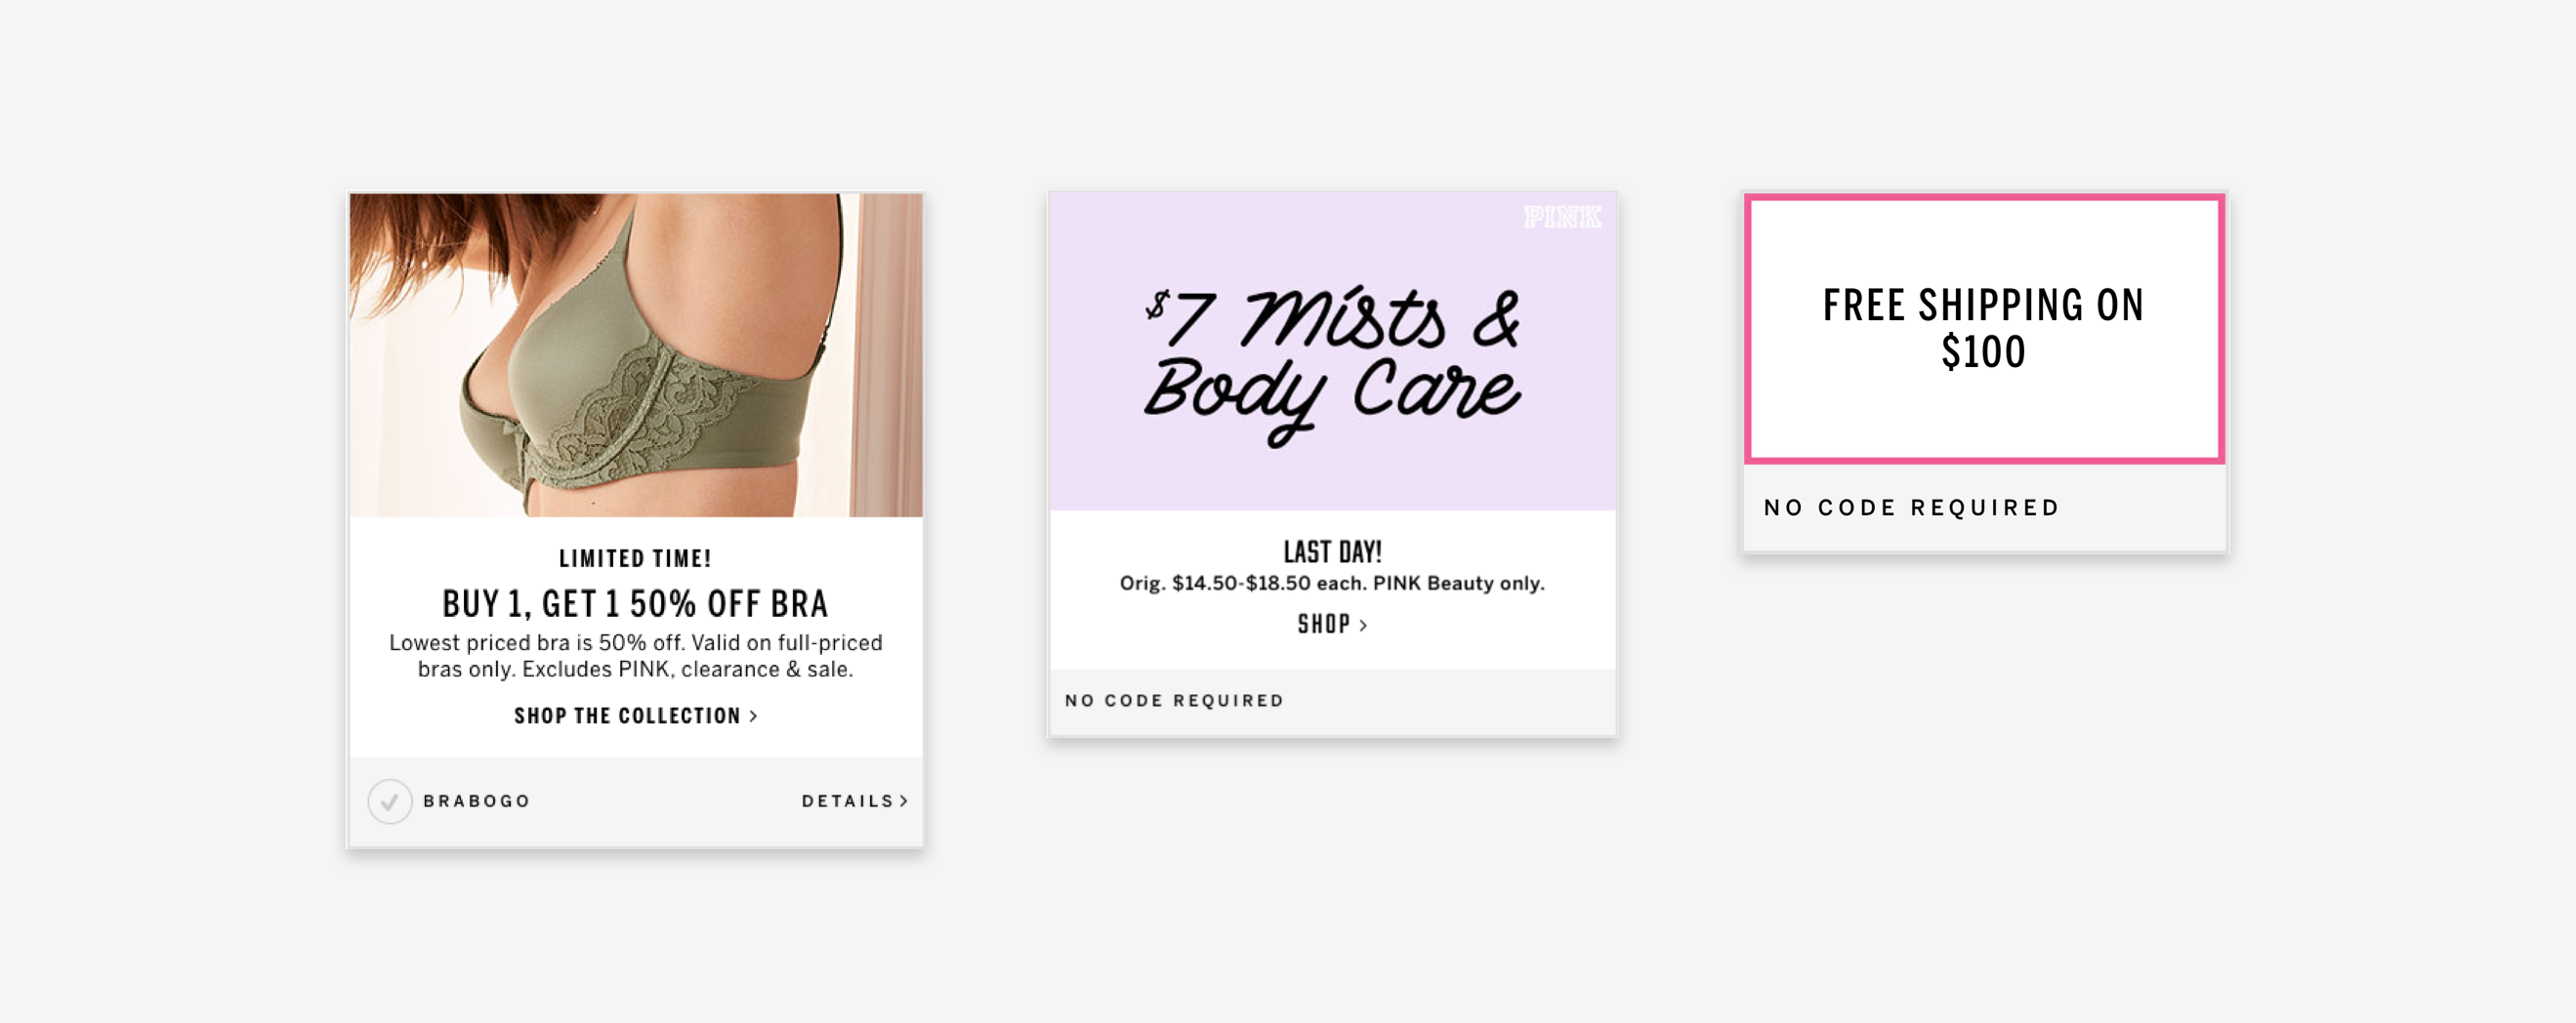 LIMITED TIME!
BUY 1, GET 1 50% OFF BRA
Lowest priced bra is 50% off. Valid on full-priced
bras only. Excludes PINK, clearance & sale.
SHOP THE COLLECTION >
BRABOGO
DETAILS >
PINK
$7 Mists &
Body Care
LAST DAY!
Orig. $14.50-$18.50 each. PINK Beauty only.
SHOP >
NO CODE REQUIRED
FREE SHIPPING ON
$100
NO CODE REQUIRED